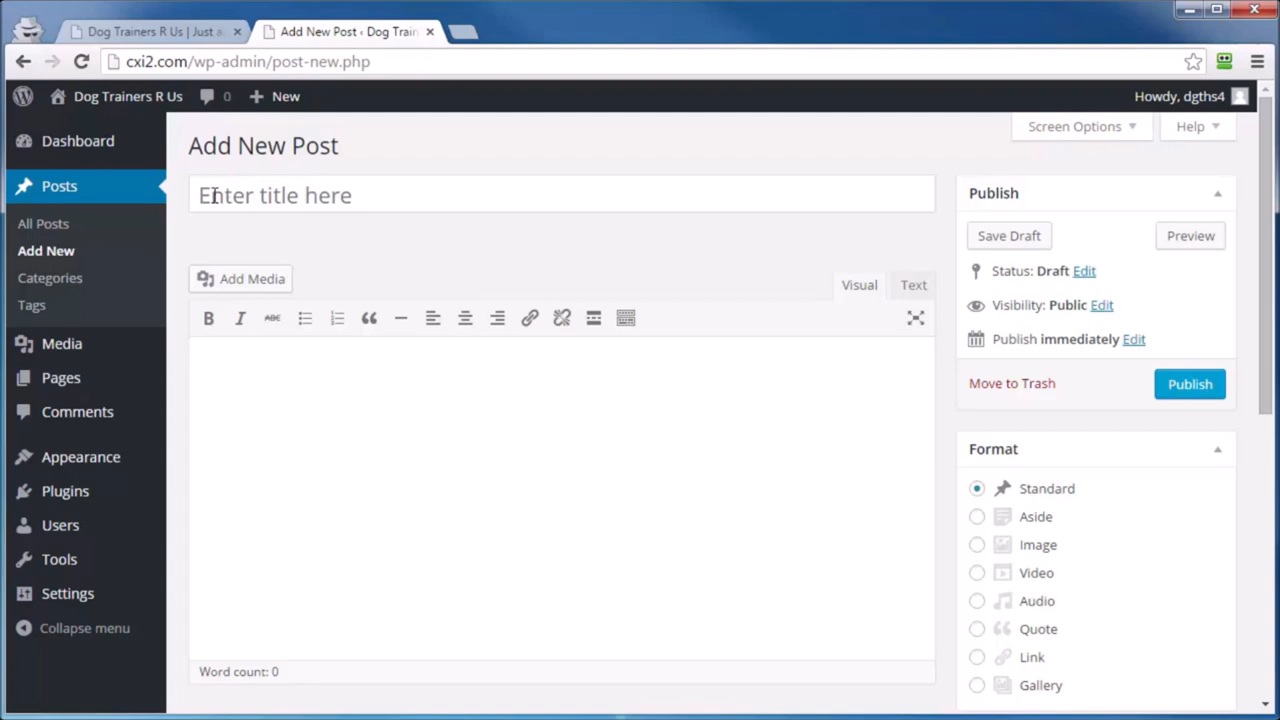 Dog Trainers R Us | Just a
Add New Post ‹ Dog Train
cxi2.com/wp-admin/post-new.php
Dog Trainers R Us
0
New
Howdy, dgths4
Dashboard
Posts
All Posts
Add New
Categories
Tags
Media
Pages
Comments
Appearance
Plugins
Users
Tools
Settings
Collapse menu
Screen Options
Help
Add New Post
Enter title here
Add Media
Visual
Text
B I ABC
Word count: 0
Publish
Save Draft
Preview
Status: Draft Edit
Visibility: Public Edit
Publish immediately Edit
Move to Trash
Publish
Format
Standard
Aside
Image
Video
Audio
Quote
Link
Gallery